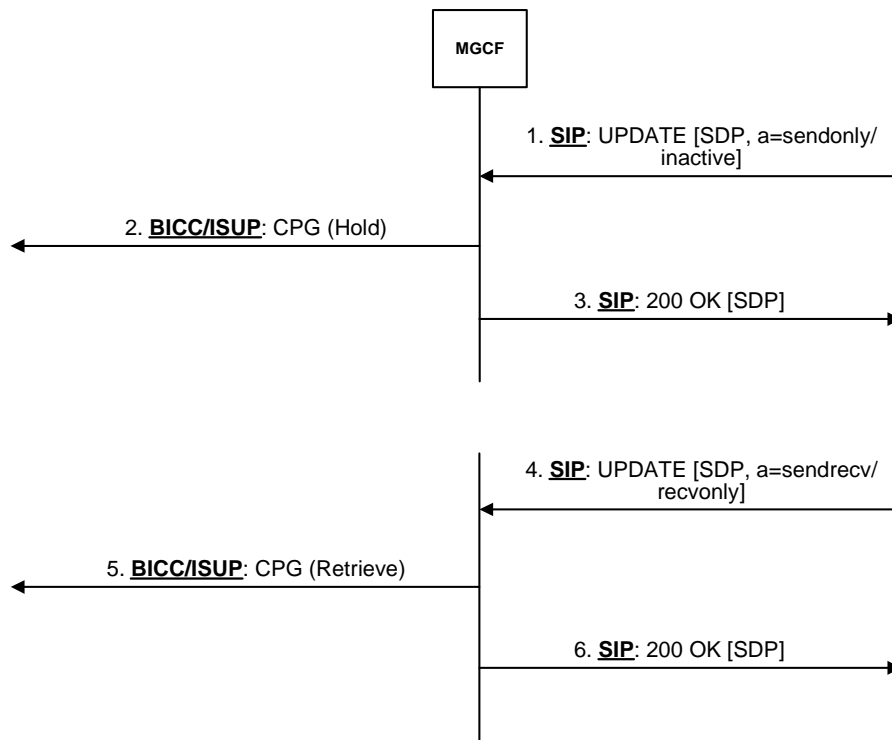 MGCF
1. SIP: UPDATE [SDP, a=sendonly/
inactive]
2. BICC/ISUP: CPG (Hold)
3. SIP: 200 OK [SDP]
4. SIP: UPDATE [SDP, a=sendrecv/
recvonly]
5. BICC/ISUP: CPG (Retrieve)
6. SIP: 200 OK [SDP]